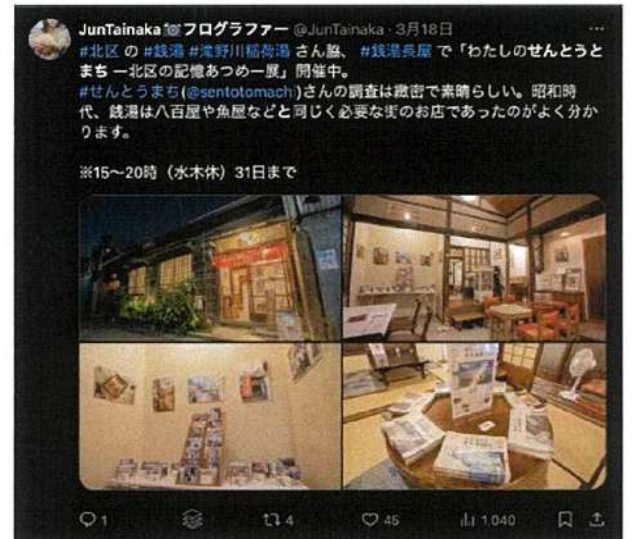 JunTainaka📷フログラファー @JunTainaka · 3月18日
#北区 の #銭湯 #滝野川稲荷湯 さん脇、 #銭湯長屋 で「わたしのせんとうと
まち ー北区の記憶あつめー展」開催中。
#せんとうまち(@sentotomachi)さんの調査は緻密で素晴らしい。昭和時
代、銭湯は八百屋や魚屋などと同じく必要な街のお店であったのがよく分か
ります。
※15〜20時（水木休）31日まで
1 4 45 1,040